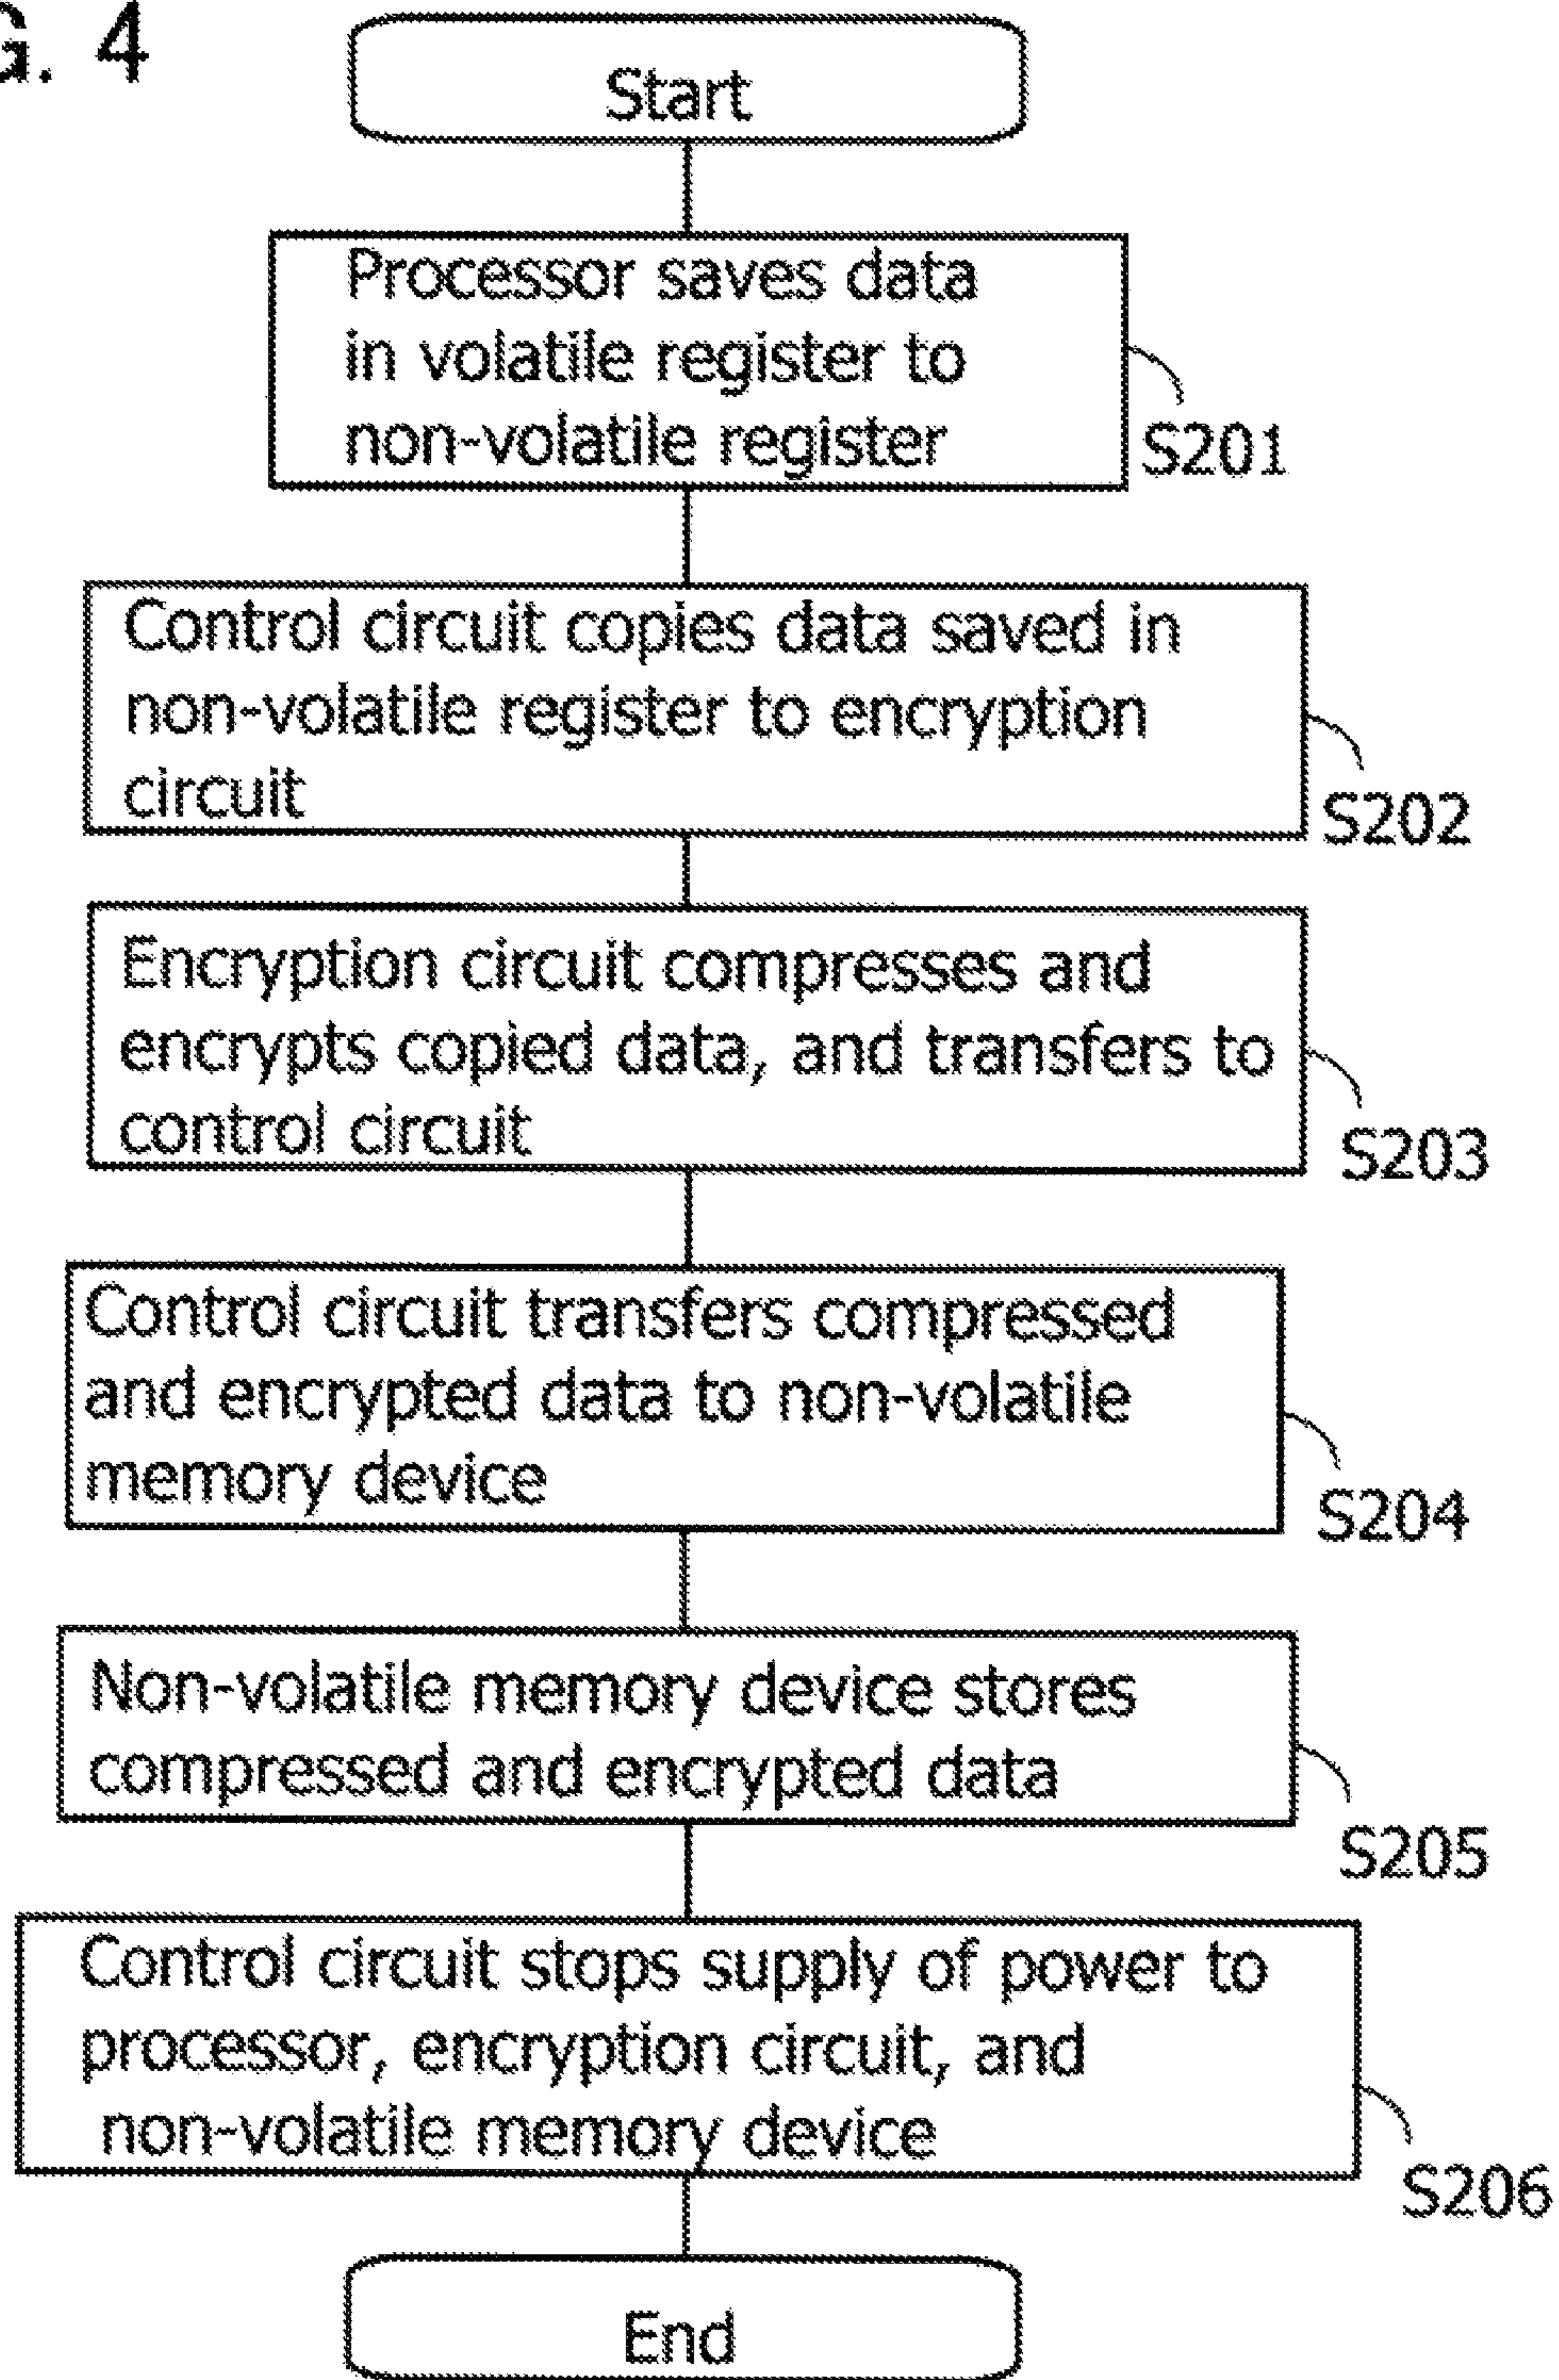 G. 4
Start
Processor saves data
in volatile register to
non-volatile register
S201
Control circuit copies data saved in
non-volatile register to encryption
circuit
S202
Encryption circuit compresses and
encrypts copied data, and transfers to
control circuit
S203
Control circuit transfers compressed
and encrypted data to non-volatile
memory device
S204
Non-volatile memory device stores
compressed and encrypted data
S205
Control circuit stops supply of power to
processor, encryption circuit, and
non-volatile memory device
S206
End